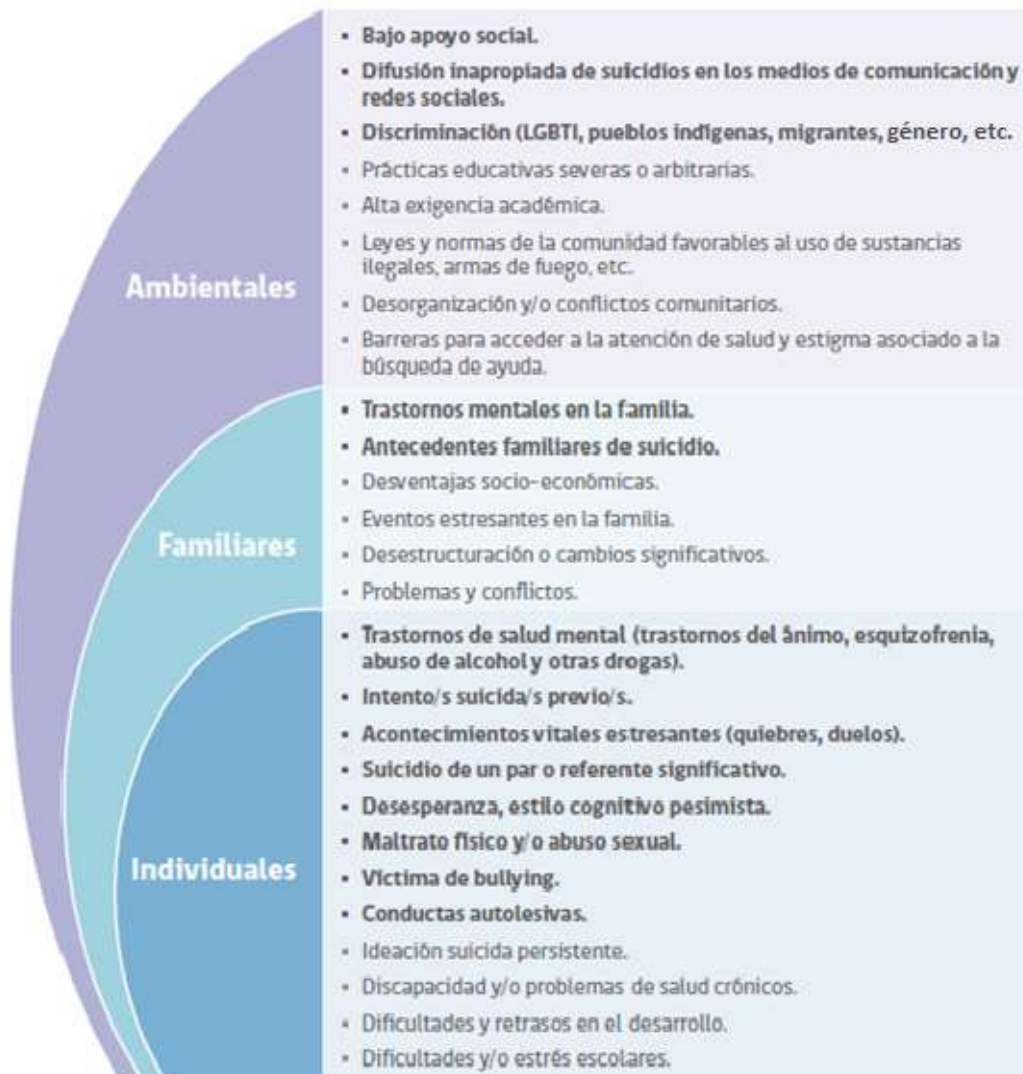 Ambientales
• Bajo apoyo social.
• Difusión inapropiada de suicidios en los medios de comunicación y
redes sociales.
• Discriminación (LGBTI, pueblos indígenas, migrantes, género, etc.
• Prácticas educativas severas o arbitrarias.
• Alta exigencia académica.
• Leyes y normas de la comunidad favorables al uso de sustancias
ilegales, armas de fuego, etc.
• Desorganización y/o conflictos comunitarios.
• Barreras para acceder a la atención de salud y estigma asociado a la
búsqueda de ayuda.
Familiares
• Trastornos mentales en la familia.
• Antecedentes familiares de suicidio.
• Desventajas socio-económicas.
• Eventos estresantes en la familia.
• Desestructuración o cambios significativos.
• Problemas y conflictos.
Individuales
• Trastornos de salud mental (trastornos del ánimo, esquizofrenia,
abuso de alcohol y otras drogas).
• Intento/s suicida/s previo/s.
• Acontecimientos vitales estresantes (quiebres, duelos).
• Suicidio de un par o referente significativo.
• Desesperanza, estilo cognitivo pesimista.
• Maltrato físico y/o abuso sexual.
• Víctima de bullying.
• Conductas autolesivas.
• Ideación suicida persistente.
• Discapacidad y/o problemas de salud crónicos.
• Dificultades y retrasos en el desarrollo.
• Dificultades y/o estrés escolares.